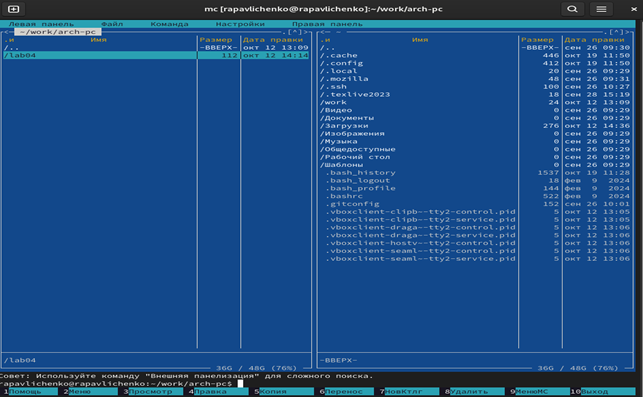 mc [rapavlichenko@rapavlichenko]:~/work/arch-pc
Левая панель Файл Команда Настройки Правая панель
<─ ~/work/arch-pc .[^]>
.и Имя Размер Дата правки
/.. -ВВЕРХ- окт 12 13:09
/lab04 112 окт 12 14:14
/lab04
36G / 48G (76%)
<─ ~ .[^]>
.и Имя Размер Дата правки
/.. -ВВЕРХ- сен 26 09:30
/.cache 446 окт 19 11:50
/.config 412 окт 19 11:50
/.local 20 сен 26 09:29
/.mozilla 48 сен 26 09:31
/.ssh 100 сен 26 10:27
/.texlive2023 18 сен 28 15:19
/work 24 окт 12 13:09
/Видео 0 сен 26 09:29
/Документы 0 сен 26 09:29
/Загрузки 276 окт 12 14:36
/Изображения 0 сен 26 09:29
/Музыка 0 сен 26 09:29
/Общедоступные 0 сен 26 09:29
/Рабочий стол 0 сен 26 09:29
/Шаблоны 0 сен 26 09:29
.bash_history 1537 окт 19 11:28
.bash_logout 18 фев 9 2024
.bash_profile 144 фев 9 2024
.bashrc 522 фев 9 2024
.gitconfig 152 сен 26 10:01
.vboxclient-clipb~-tty2-control.pid 5 окт 12 13:05
.vboxclient-clipb~-tty2-service.pid 5 окт 12 13:05
.vboxclient-draga~-tty2-control.pid 5 окт 12 13:06
.vboxclient-draga~-tty2-service.pid 5 окт 12 13:06
.vboxclient-hostv~-tty2-control.pid 5 окт 12 13:06
.vboxclient-seaml~-tty2-control.pid 5 окт 12 13:06
.vboxclient-seaml~-tty2-service.pid 5 окт 12 13:06
-ВВЕРХ-
36G / 48G (76%)
Совет: Используйте команду "Внешняя панелизация" для сложного поиска.
rapavlichenko@rapavlichenko:~/work/arch-pc$
1Помощь 2Меню 3Просмотр 4Правка 5Копия 6Перенос 7НовКтлг 8Удалить 9МенюМС 10Выход